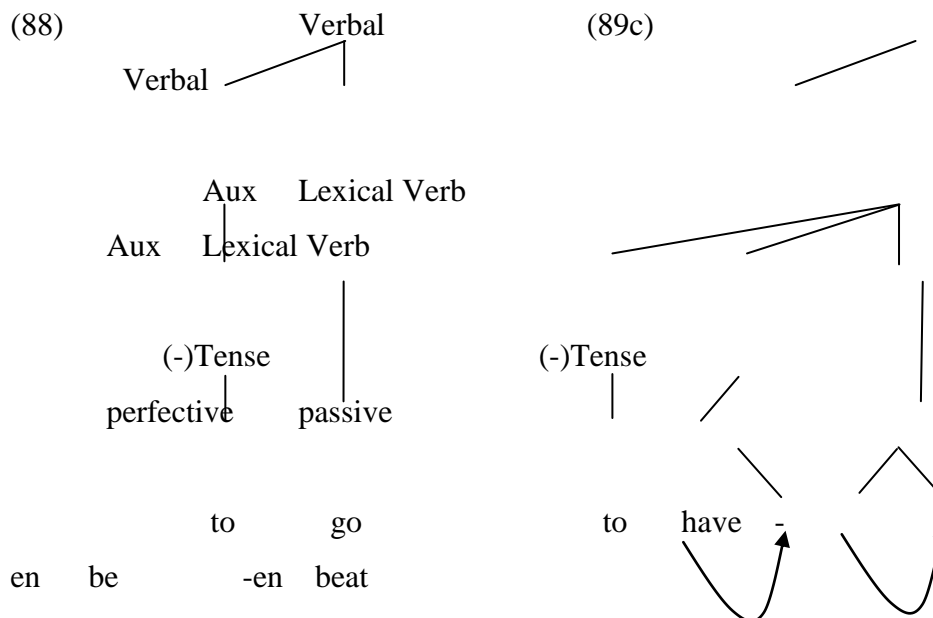 (88) Verbal (89c)
Verbal
Aux Lexical Verb
Aux Lexical Verb
(-)Tense (-)Tense
perfective passive
to go to have -
en be -en beat